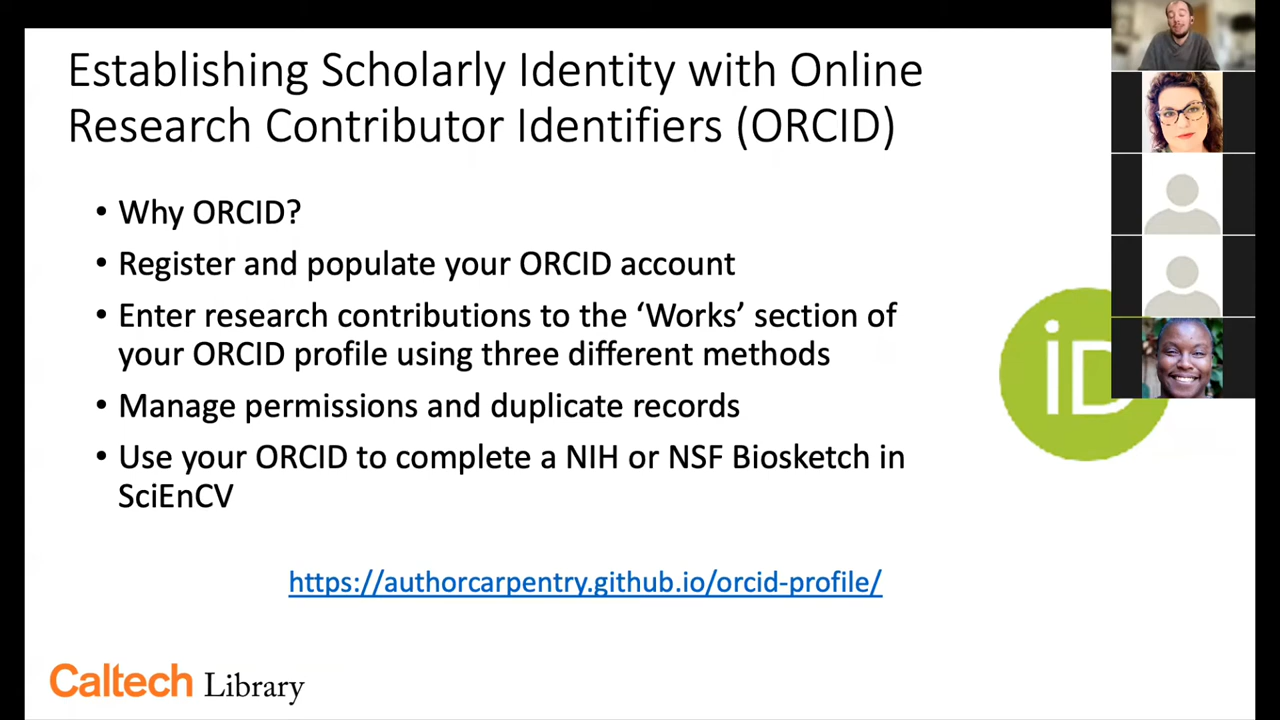 Establishing Scholarly Identity with Online
Research Contributor Identifiers (ORCID)
• Why ORCID?
• Register and populate your ORCID account
• Enter research contributions to the ‘Works’ section of
your ORCID profile using three different methods
• Manage permissions and duplicate records
• Use your ORCID to complete a NIH or NSF Biosketch in
SciEnCV
iD
https://authorcarpentry.github.io/orcid-profile/
Caltech Library